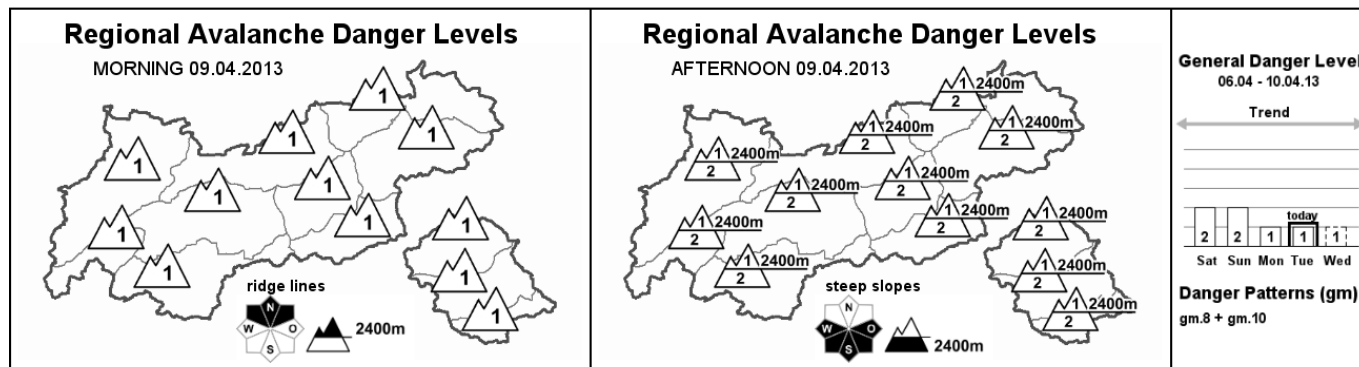 Regional Avalanche Danger Levels
MORNING 09.04.2013
1
1
1
1
1
1
1
1
1
1
1
1
ridge lines
N
W O
S
2400m
Regional Avalanche Danger Levels
AFTERNOON 09.04.2013
1 2400m
2
1 2400m
2
1 2400m
2
1 2400m
2
1 2400m
2
1 2400m
2
1 2400m
2
1 2400m
2
1 2400m
2
1 2400m
2
1 2400m
2
1 2400m
2
steep slopes
N
W O
S
2400m
General Danger Level
06.04 - 10.04.13
Trend
today
2 2 1 1 1
Sat Sun Mon Tue Wed
Danger Patterns (gm)
gm.8 + gm.10